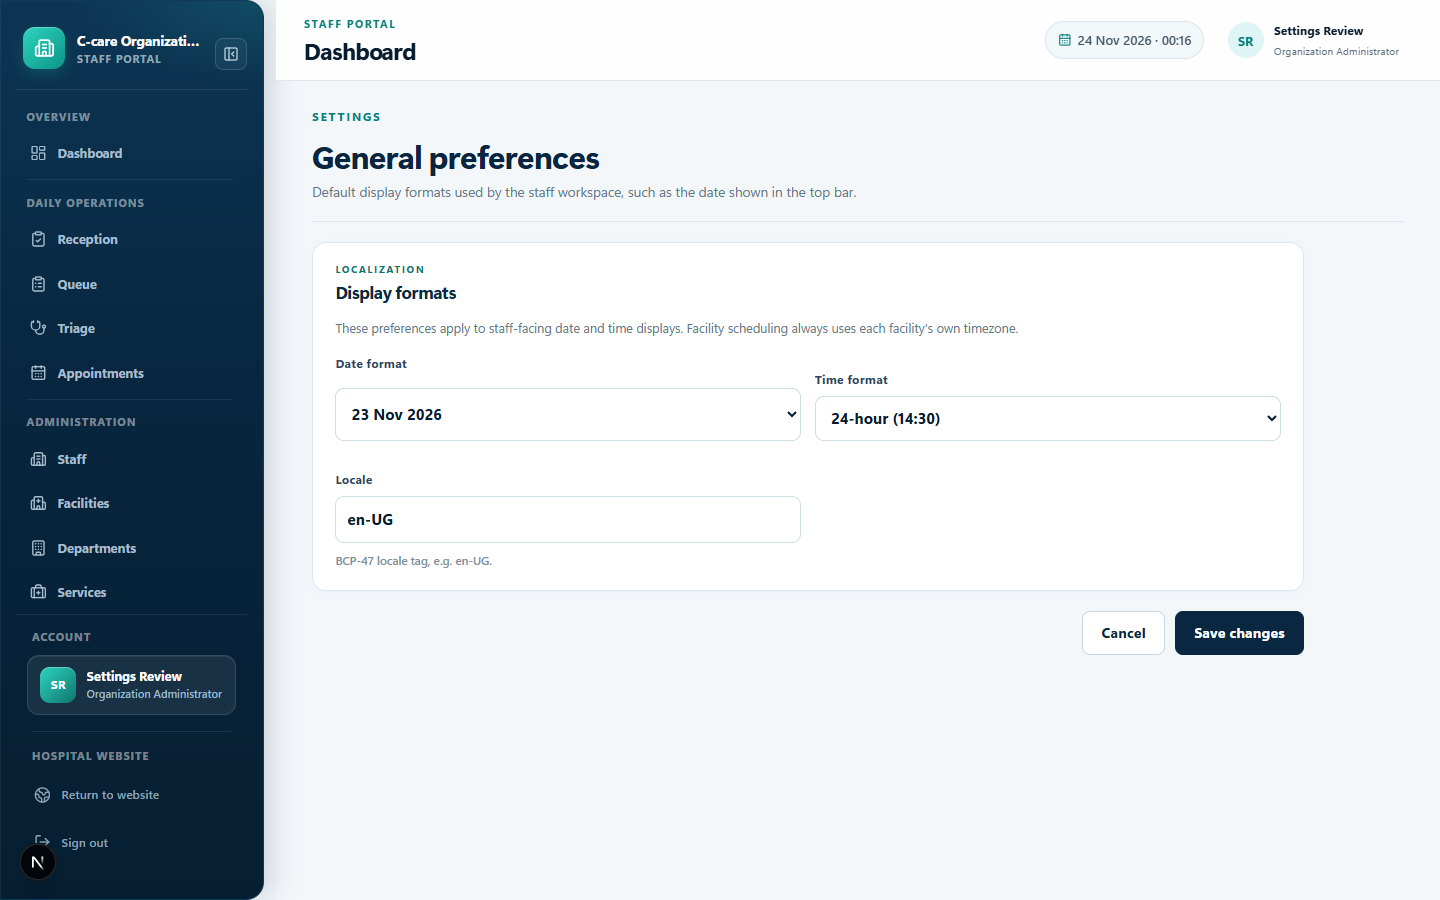 C-care Organizati...
STAFF PORTAL
OVERVIEW
Dashboard
DAILY OPERATIONS
Reception
Queue
Triage
Appointments
ADMINISTRATION
Staff
Facilities
Departments
Services
ACCOUNT
SR
Settings Review
Organization Administrator
HOSPITAL WEBSITE
Return to website
Sign out
N
STAFF PORTAL
Dashboard
24 Nov 2026 · 00:16
SR
Settings Review
Organization Administrator
SETTINGS
General preferences
Default display formats used by the staff workspace, such as the date shown in the top bar.
LOCALIZATION
Display formats
These preferences apply to staff-facing date and time displays. Facility scheduling always uses each facility's own timezone.
Date format
23 Nov 2026
Time format
24-hour (14:30)
Locale
en-UG
BCP-47 locale tag, e.g. en-UG.
Cancel
Save changes